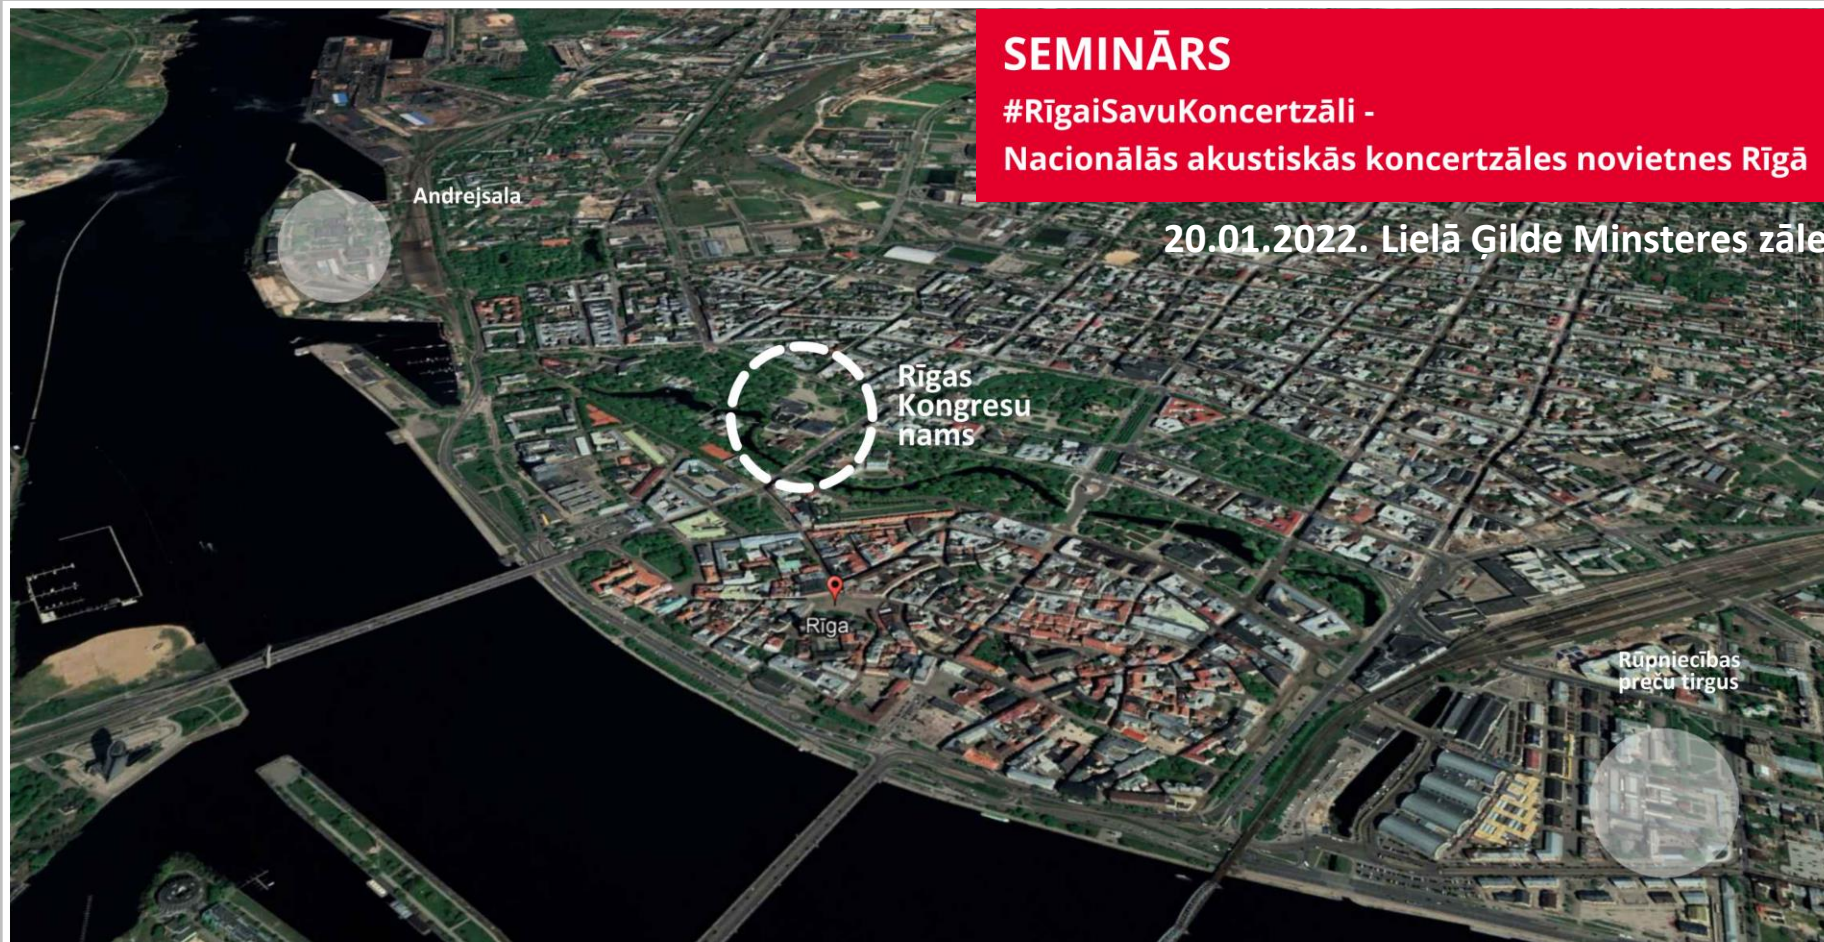 SEMINĀRS
#RīgaiSavuKoncertzāli -
Nacionālās akustiskās koncertzāles novietnes Rīgā
20.01.2022. Lielā Ģilde Minsteres zāle
Andrejsala
Rīgas
Kongresu
nams
Rīga
Rūpniecības
preču tirgus